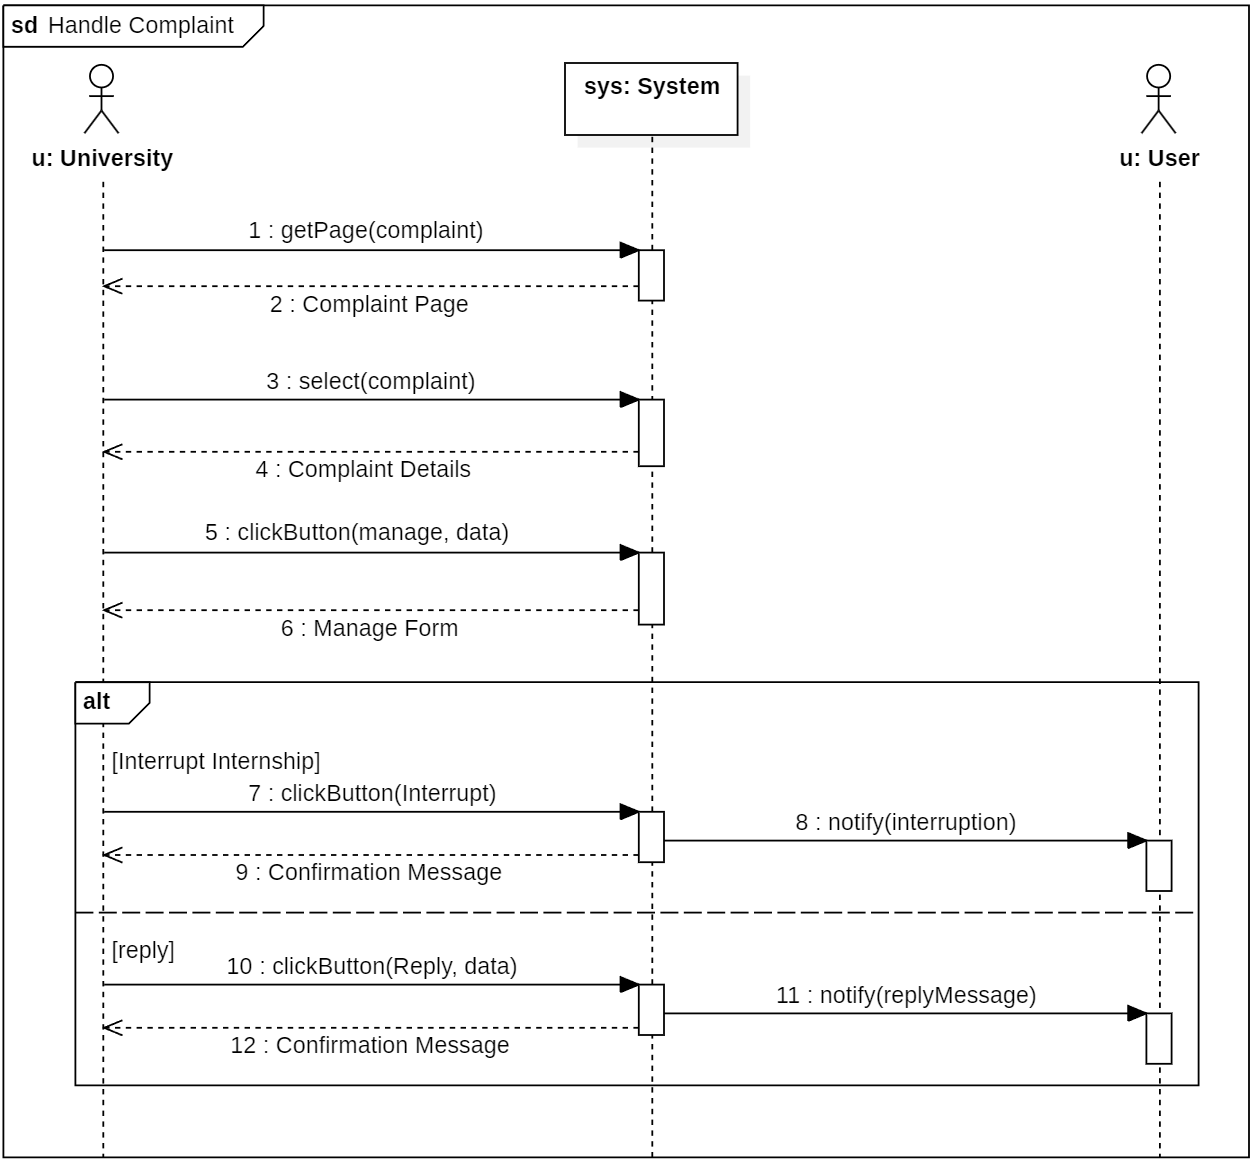 sd Handle Complaint
sys: System
u: University
u: User
1 : getPage(complaint)
2 : Complaint Page
3 : select(complaint)
4 : Complaint Details
5 : clickButton(manage, data)
6 : Manage Form
alt
[Interrupt Internship]
7 : clickButton(Interrupt)
8 : notify(interruption)
9 : Confirmation Message
[reply]
10 : clickButton(Reply, data)
11 : notify(replyMessage)
12 : Confirmation Message